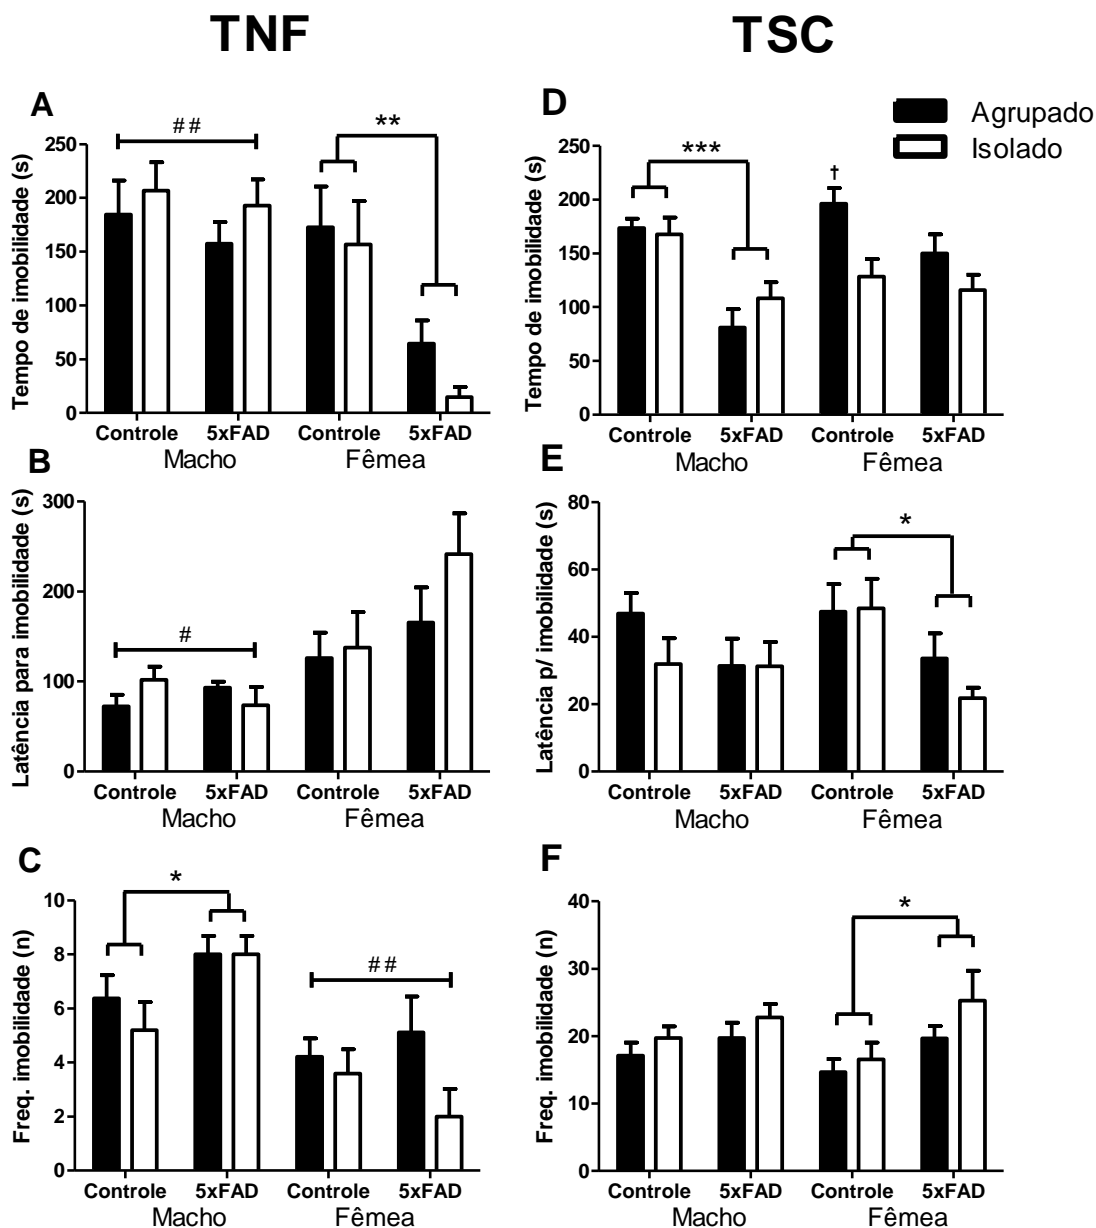 TNF
TSC
Agrupado
Isolado
A
##
**
Tempo de imobilidade (s)
250
200
150
100
50
0
Controle 5xFAD Controle 5xFAD
Macho Fêmea
D
***
†
Tempo de imobilidade (s)
250
200
150
100
50
0
Controle 5xFAD Controle 5xFAD
Macho Fêmea
B
#
Latência para imobilidade (s)
300
200
100
0
Controle 5xFAD Controle 5xFAD
Macho Fêmea
E
*
Latência p/ imobilidade (s)
80
60
40
20
0
Controle 5xFAD Controle 5xFAD
Macho Fêmea
C
*
##
Freq. imobilidade (n)
10
8
6
4
2
0
Controle 5xFAD Controle 5xFAD
Macho Fêmea
F
*
Freq. imobilidade (n)
40
30
20
10
0
Controle 5xFAD Controle 5xFAD
Macho Fêmea